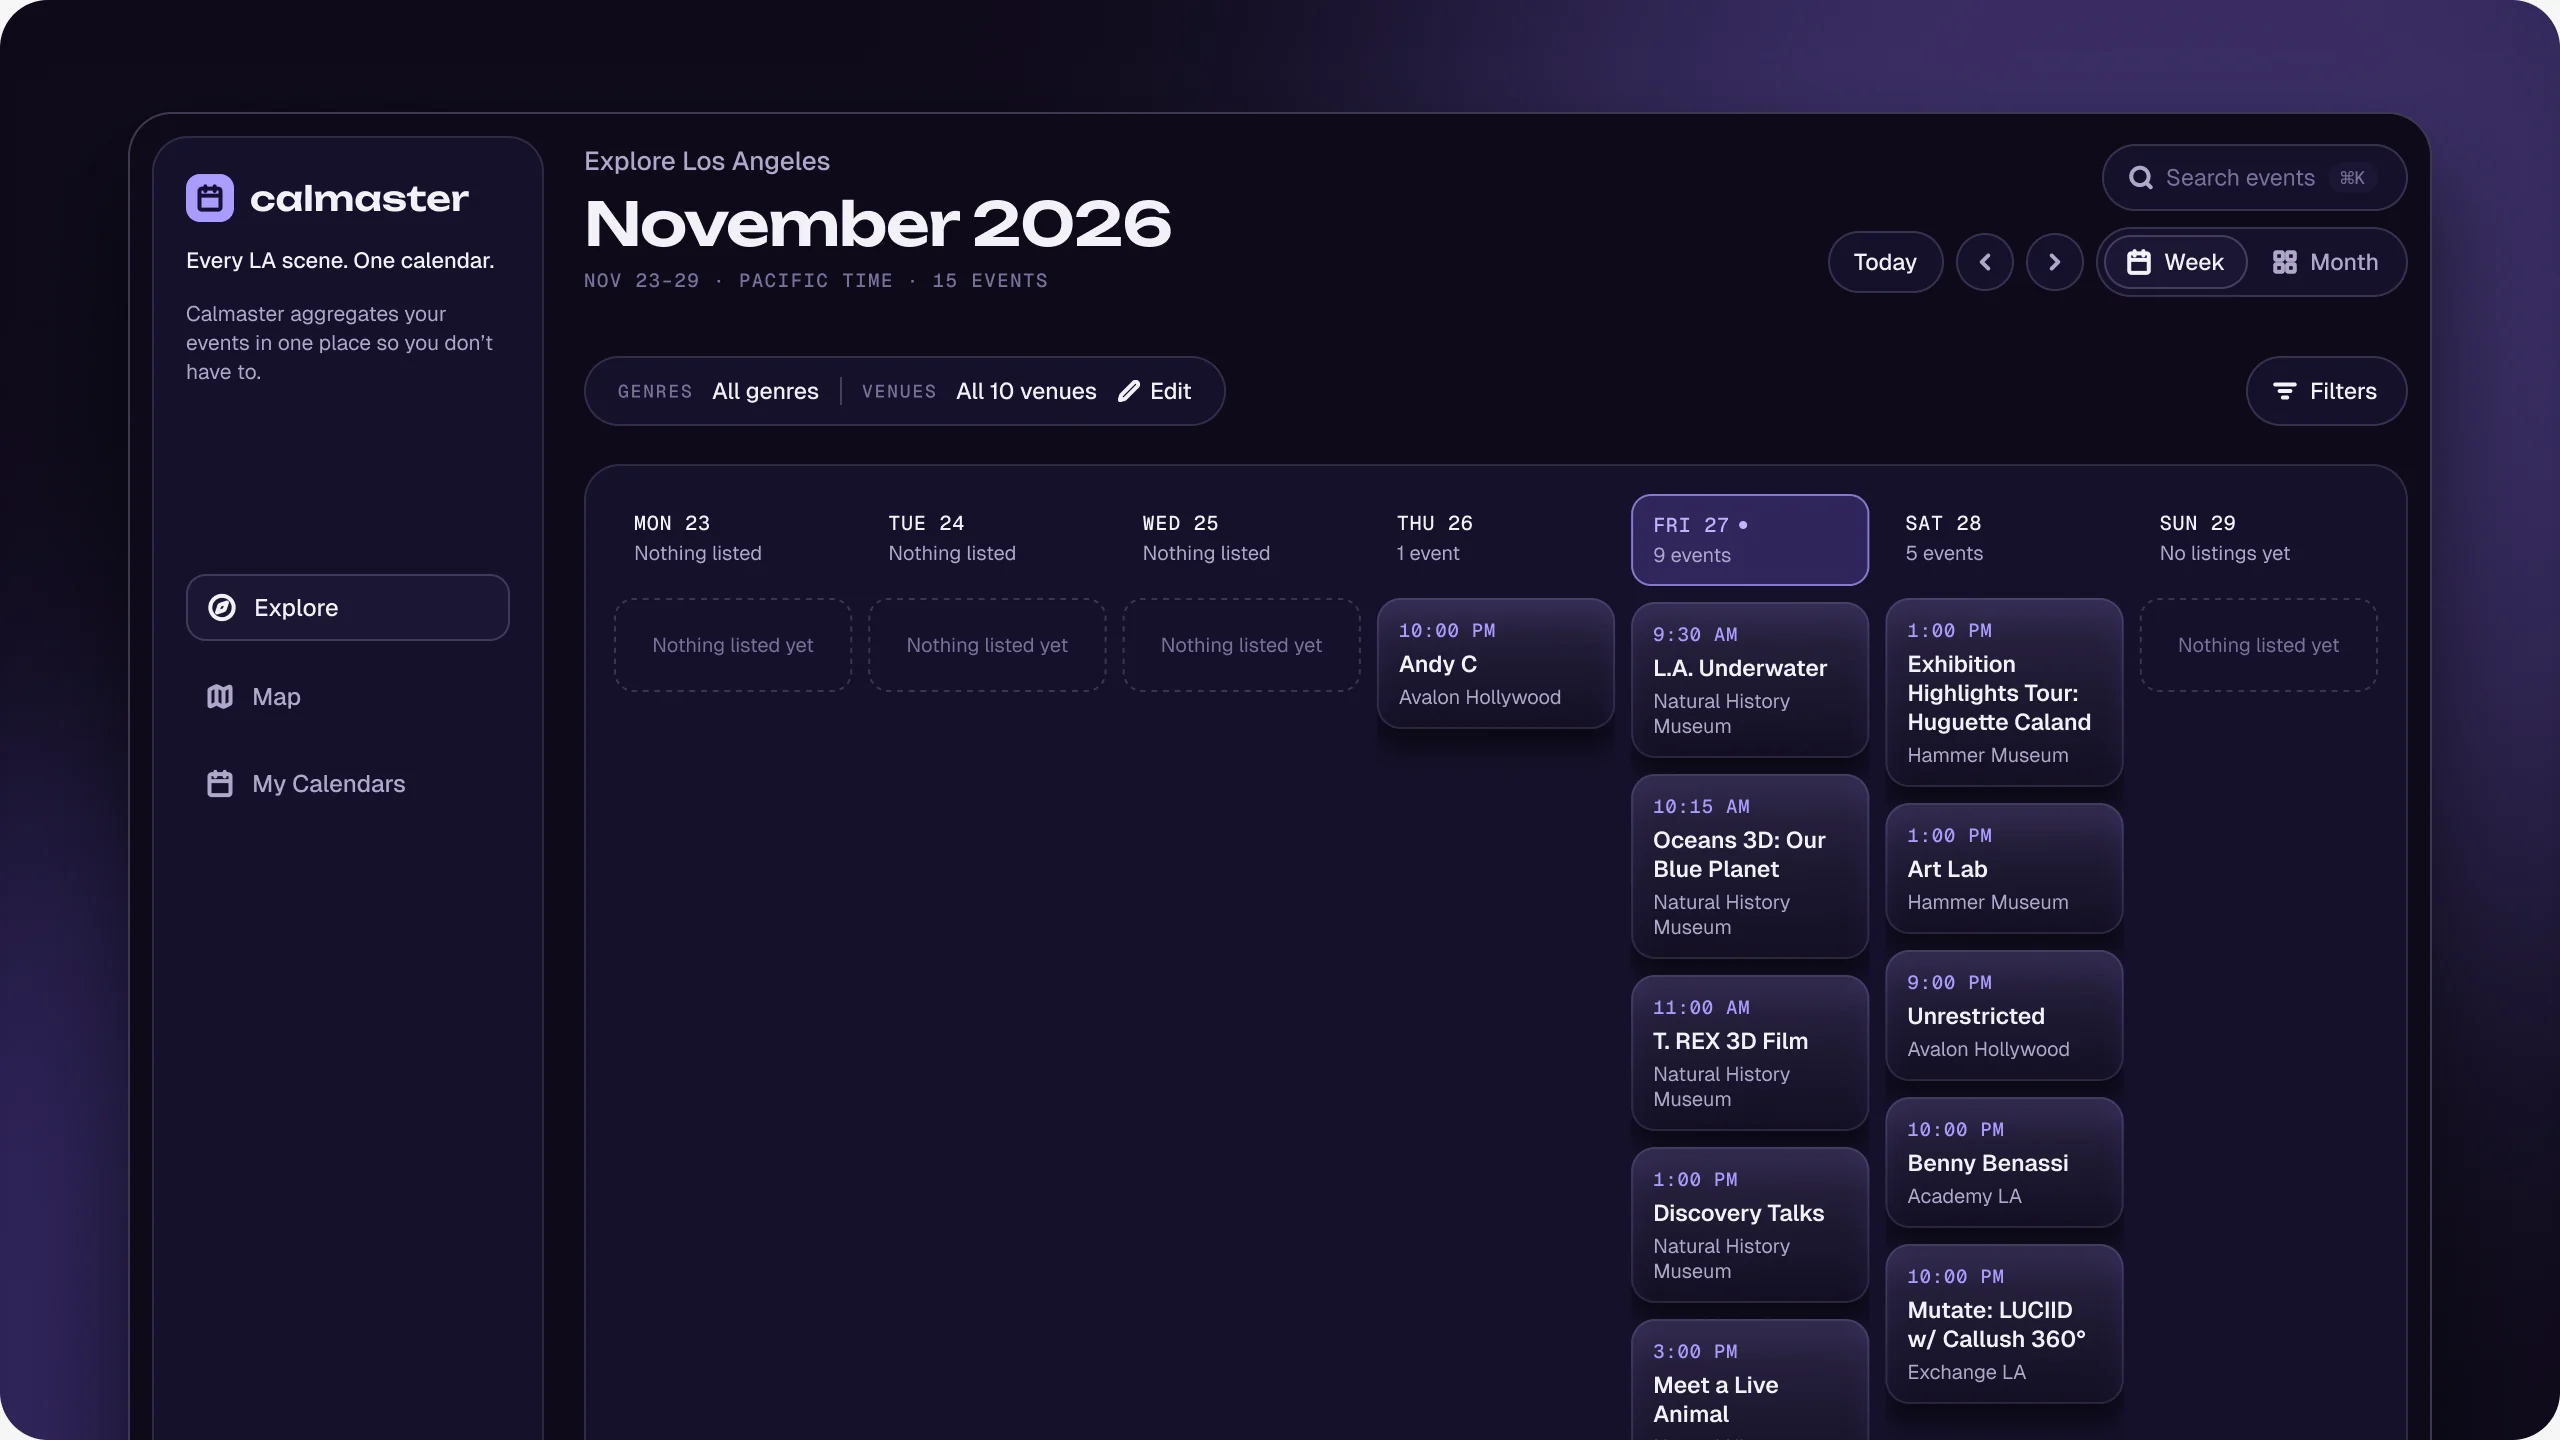 calmaster
Every LA scene. One calendar.
Calmaster aggregates your
events in one place so you don’t
have to.
Explore
Map
My Calendars
Explore Los Angeles
November 2026
NOV 23–29 · PACIFIC TIME · 15 EVENTS
Search events ⌘K
Today
Week
Month
GENRES All genres VENUES All 10 venues Edit
Filters
MON 23
Nothing listed
Nothing listed yet
TUE 24
Nothing listed
Nothing listed yet
WED 25
Nothing listed
Nothing listed yet
THU 26
1 event
10:00 PM
Andy C
Avalon Hollywood
FRI 27 •
9 events
9:30 AM
L.A. Underwater
Natural History
Museum
10:15 AM
Oceans 3D: Our
Blue Planet
Natural History
Museum
11:00 AM
T. REX 3D Film
Natural History
Museum
1:00 PM
Discovery Talks
Natural History
Museum
3:00 PM
Meet a Live
Animal
SAT 28
5 events
1:00 PM
Exhibition
Highlights Tour:
Huguette Caland
Hammer Museum
1:00 PM
Art Lab
Hammer Museum
9:00 PM
Unrestricted
Avalon Hollywood
10:00 PM
Benny Benassi
Academy LA
10:00 PM
Mutate: LUCIID
w/ Callush 360°
Exchange LA
SUN 29
No listings yet
Nothing listed yet